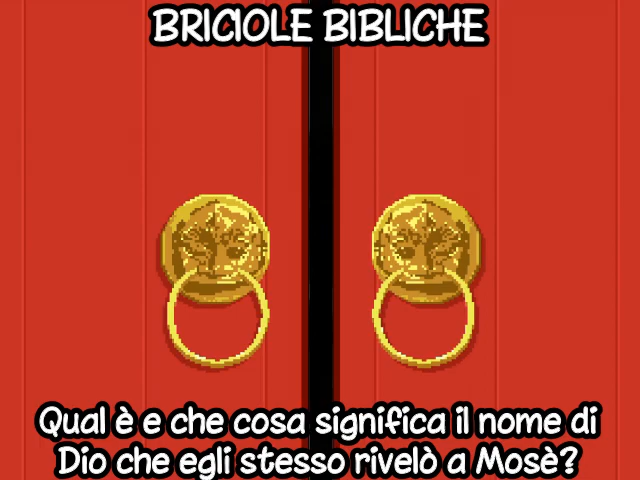 BRICIOLE BIBLICHE
Qual è e che cosa significa il nome di
Dio che egli stesso rivelò a Mosè?